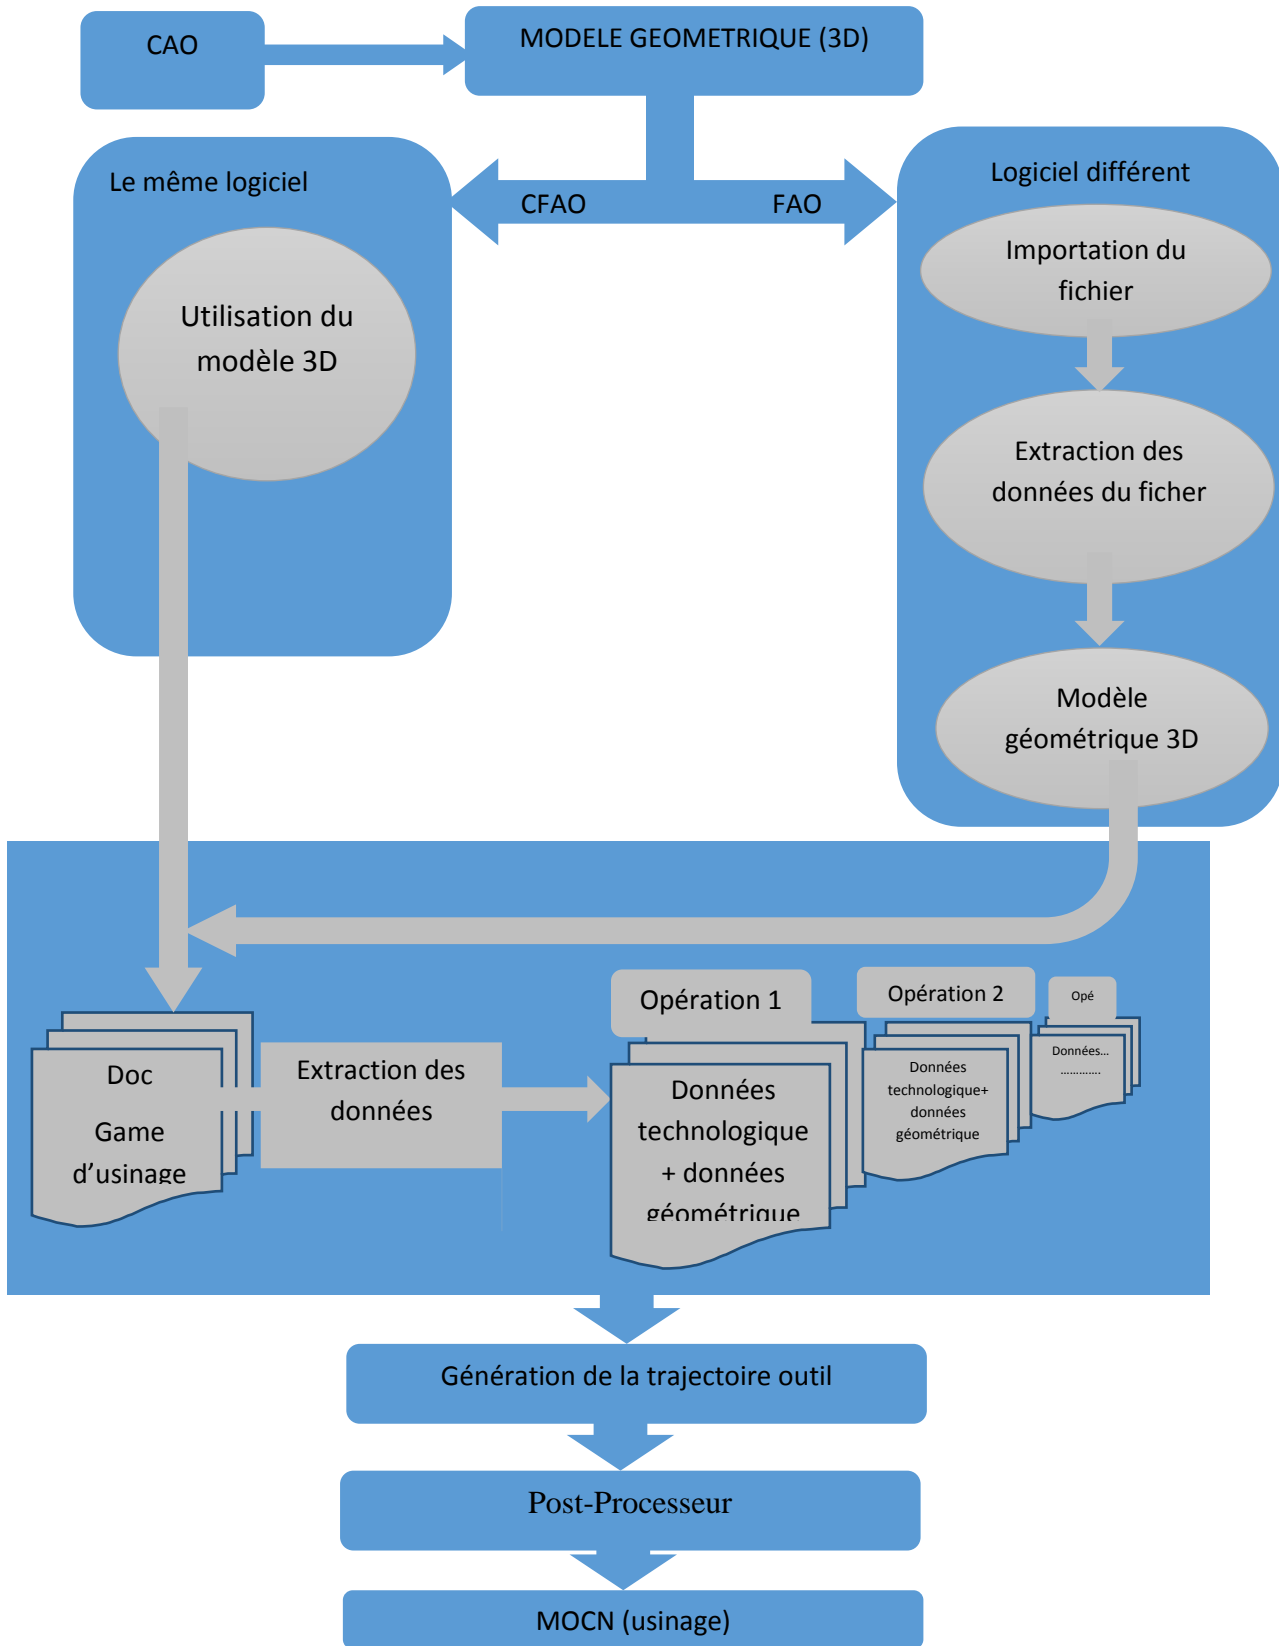 CAO
MODELE GEOMETRIQUE (3D)
Le même logiciel
CFAO
FAO
Logiciel différent
Utilisation du
modèle 3D
Importation du
fichier
Extraction des
données du ficher
Modèle
géométrique 3D
Doc
Game
d’usinage
Extraction des
données
Opération 1
Données
technologique
+ données
géométrique
Opération 2
Données
technologique+
données
géométrique
Opé
Données...
………….
Génération de la trajectoire outil
Post-Processeur
MOCN (usinage)